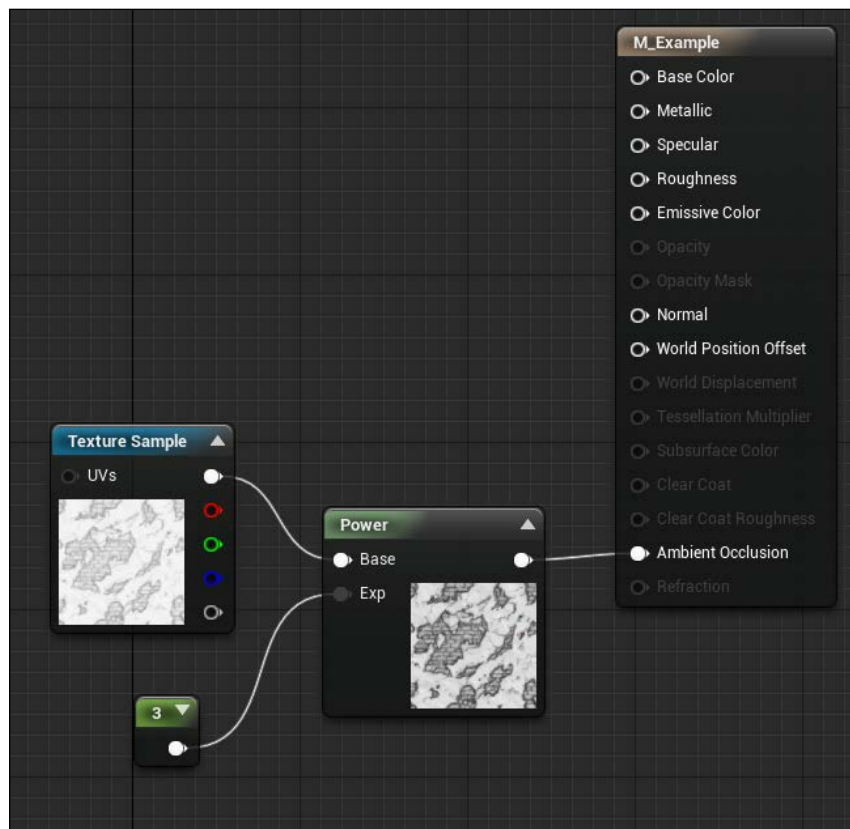 M_Example
Base Color
Metallic
Specular
Roughness
Emissive Color
Opacity
Opacity Mask
Normal
World Position Offset
World Displacement
Tessellation Multiplier
Subsurface Color
Clear Coat
Clear Coat Roughness
Ambient Occlusion
Refraction
Texture Sample
UVs
Power
Base
Exp
3